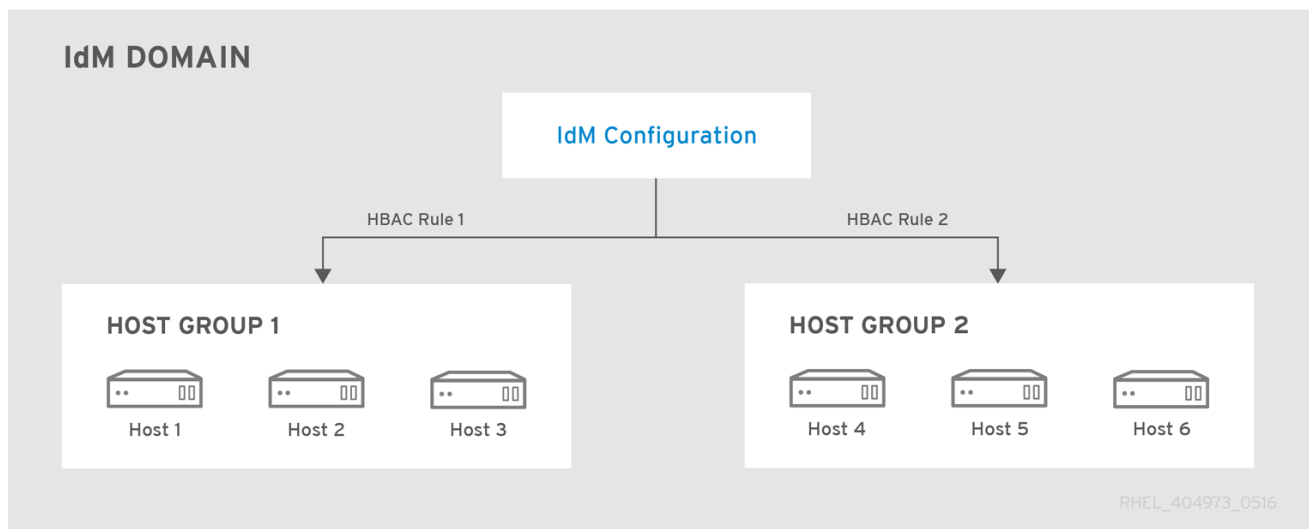 IdM DOMAIN
IdM Configuration
HBAC Rule 1
HBAC Rule 2
HOST GROUP 1
Host 1
Host 2
Host 3
HOST GROUP 2
Host 4
Host 5
Host 6
RHEL_404973_0516